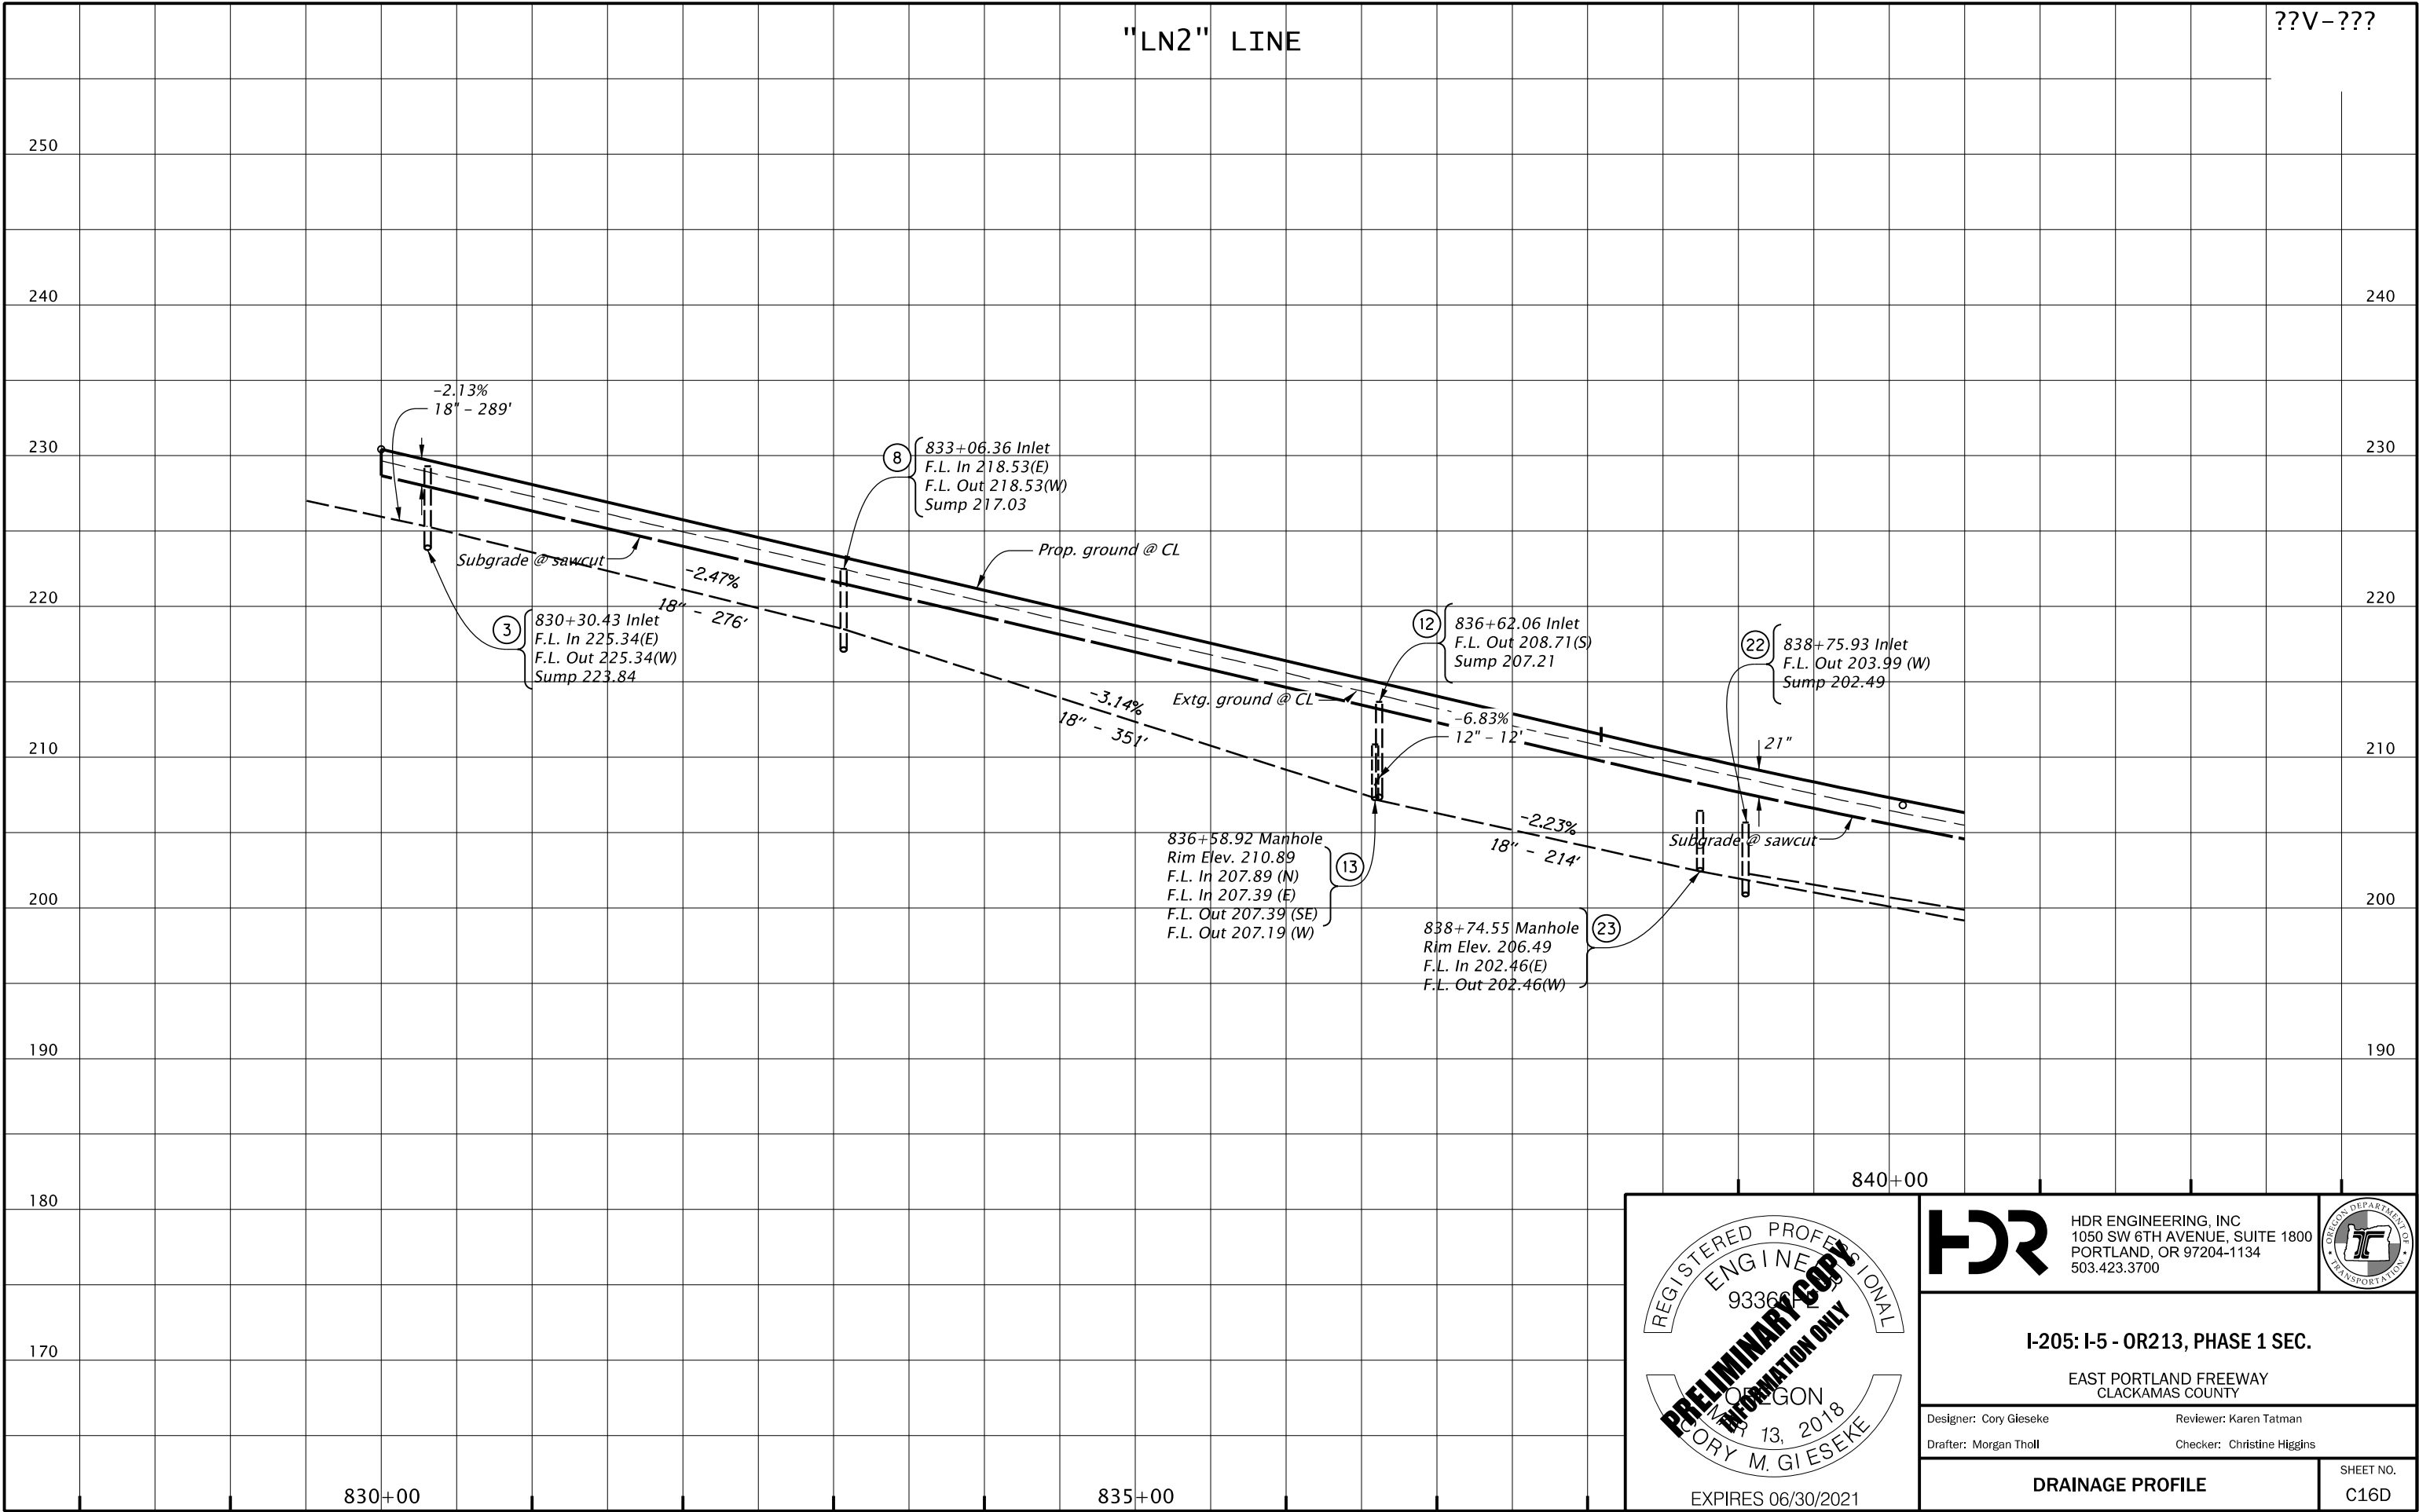 "LN2" LINE
??V-???
250
240
240
-2.13%
18" - 289'
230
230
8
833+06.36 Inlet
F.L. In 218.53(E)
F.L. Out 218.53(W)
Sump 217.03
Subgrade @ sawcut
Prop. ground @ CL
-2.47%
18" - 276'
220
220
3
830+30.43 Inlet
F.L. In 225.34(E)
F.L. Out 225.34(W)
Sump 223.84
12
836+62.06 Inlet
F.L. Out 208.71(S)
Sump 207.21
22
838+75.93 Inlet
F.L. Out 203.99 (W)
Sump 202.49
-3.14%
18" - 351'
Extg. ground @ CL
-6.83%
12" - 12'
21"
210
210
-2.23%
18" - 214'
Subgrade @ sawcut
836+58.92 Manhole
Rim Elev. 210.89
F.L. In 207.89 (N)
F.L. In 207.39 (E)
F.L. Out 207.39 (SE)
F.L. Out 207.19 (W)
13
200
200
838+74.55 Manhole
Rim Elev. 206.49
F.L. In 202.46(E)
F.L. Out 202.46(W)
23
190
190
180
170
840+00
830+00
835+00
REGISTERED PROFESSIONAL
ENGINEER
93366PE
PRELIMINARY COPY
INFORMATION ONLY
OREGON
MAR 13, 2018
CORY M. GIESEKE
EXPIRES 06/30/2021
HDR
HDR ENGINEERING, INC
1050 SW 6TH AVENUE, SUITE 1800
PORTLAND, OR 97204-1134
503.423.3700
OREGON DEPARTMENT OF
TRANSPORTATION
I-205: I-5 - OR213, PHASE 1 SEC.
EAST PORTLAND FREEWAY
CLACKAMAS COUNTY
Designer: Cory Gieseke
Reviewer: Karen Tatman
Drafter: Morgan Tholl
Checker: Christine Higgins
DRAINAGE PROFILE
SHEET NO.
C16D